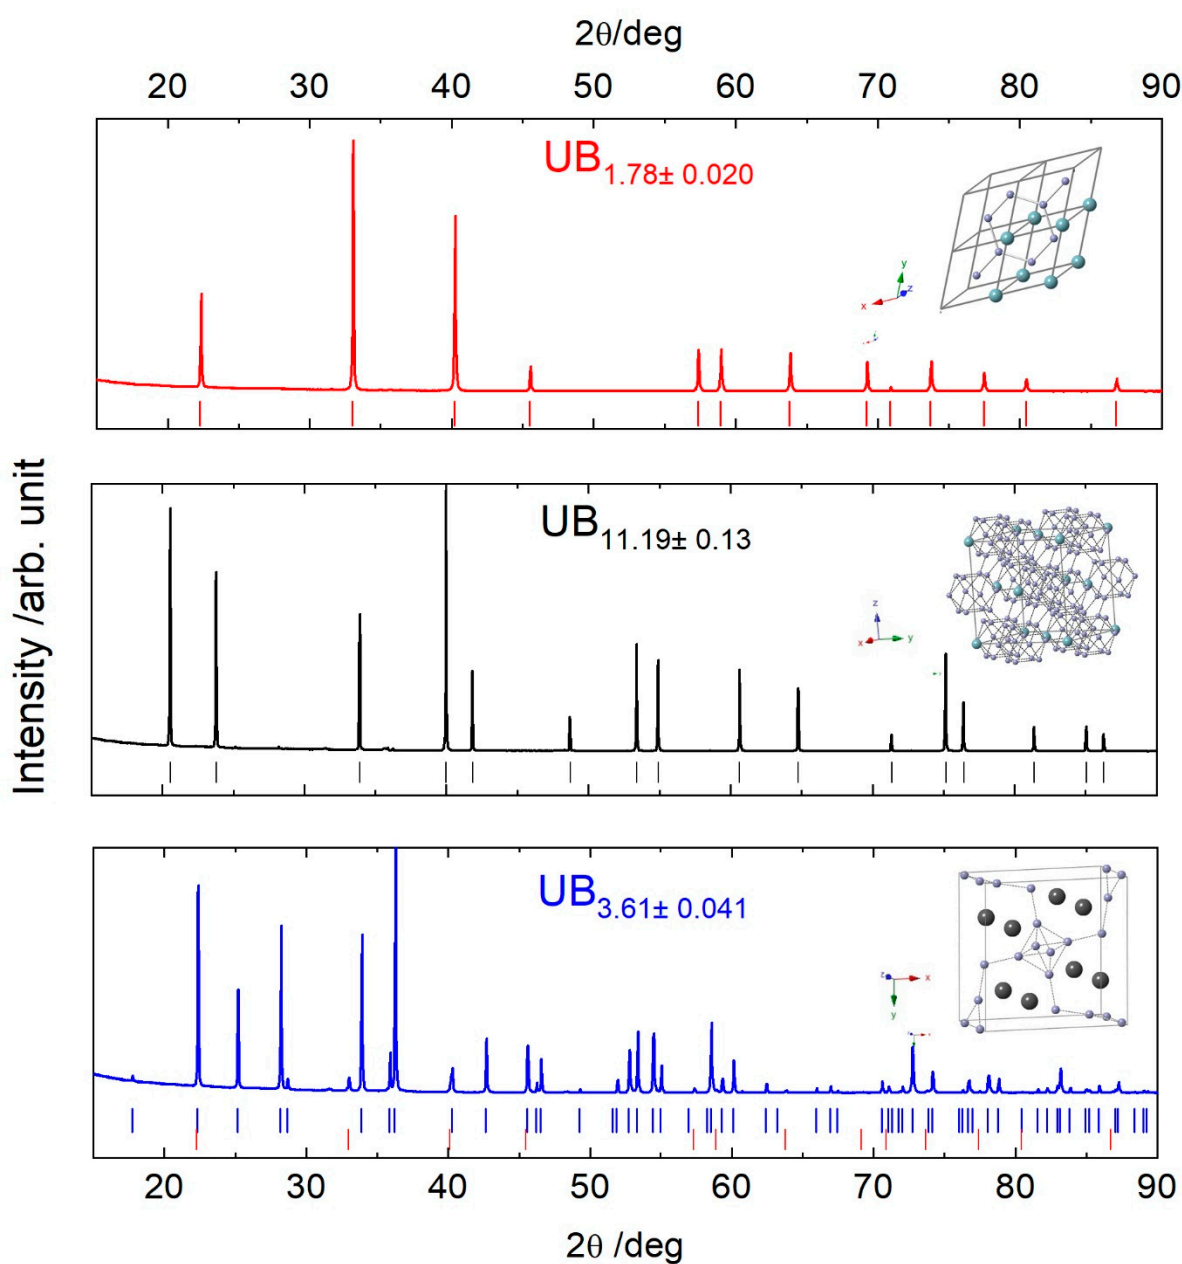 2θ/deg
20 30 40 50 60 70 80 90
UB1.78± 0.020
y
z
x
Intensity /arb. unit
UB11.19± 0.13
z
y
x
UB3.61± 0.041
z
x
y
20 30 40 50 60 70 80 90
2θ /deg